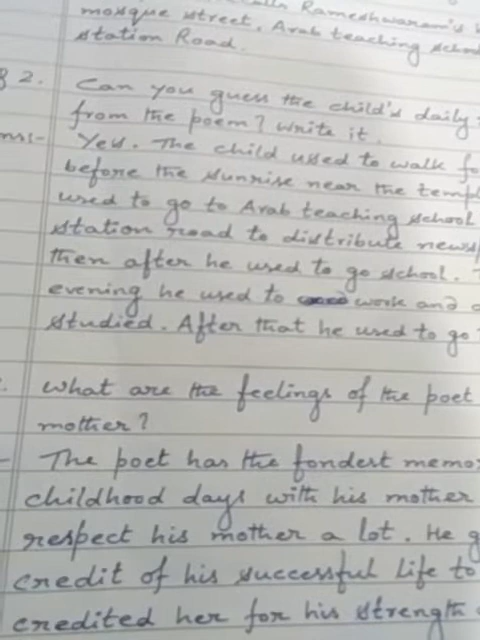 Rameshwaram's
mosque street, Arab teaching school
station Road.
Q 2. Can you guess the child's daily
from the poem? Write it.
Ans:- Yes. The child used to walk fo
before the sunrise near the templ
used to go to Arab teaching school
station road to distribute news
then after he used to go school. T
evening he used to work and
studied. After that he used to go
What are the feelings of the poet
mother?
The poet has the fondest memo
childhood days with his mother
respect his mother a lot. He g
credit of his successful life to
credited her for his strength